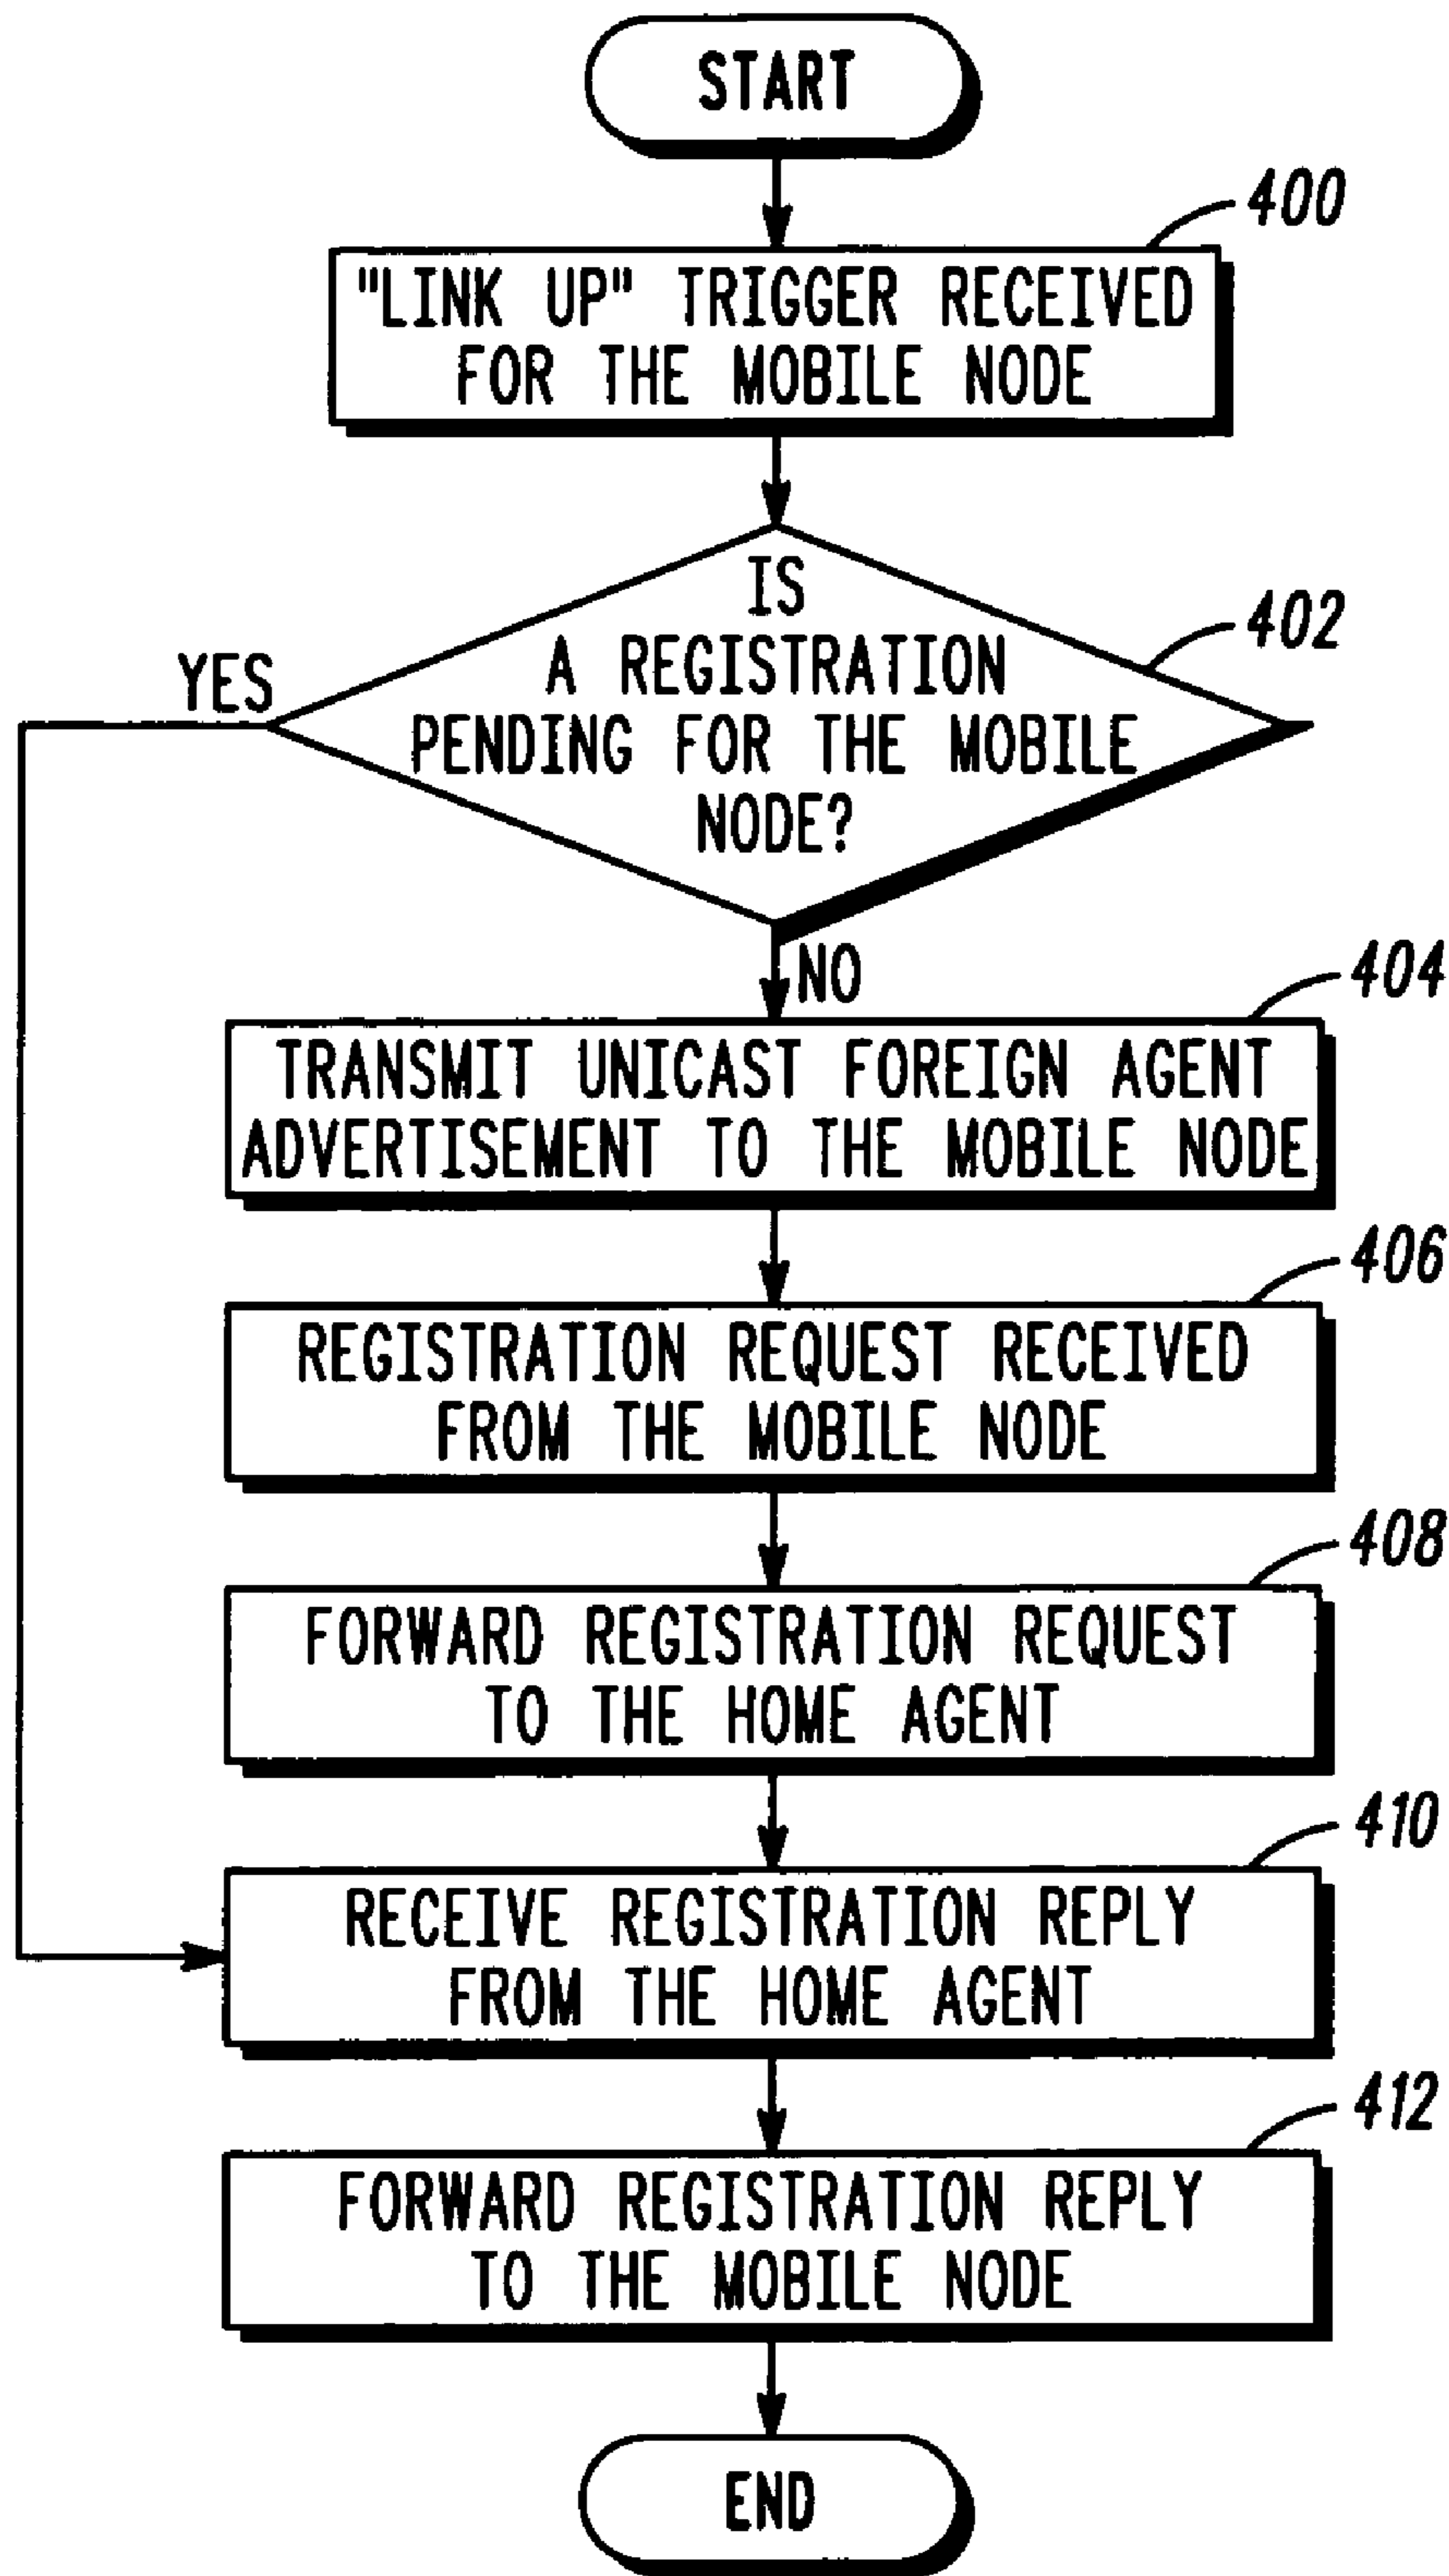 START
400
"LINK UP" TRIGGER RECEIVED
FOR THE MOBILE NODE
402
IS
A REGISTRATION
PENDING FOR THE MOBILE
NODE?
YES
NO
404
TRANSMIT UNICAST FOREIGN AGENT
ADVERTISEMENT TO THE MOBILE NODE
406
REGISTRATION REQUEST RECEIVED
FROM THE MOBILE NODE
408
FORWARD REGISTRATION REQUEST
TO THE HOME AGENT
410
RECEIVE REGISTRATION REPLY
FROM THE HOME AGENT
412
FORWARD REGISTRATION REPLY
TO THE MOBILE NODE
END